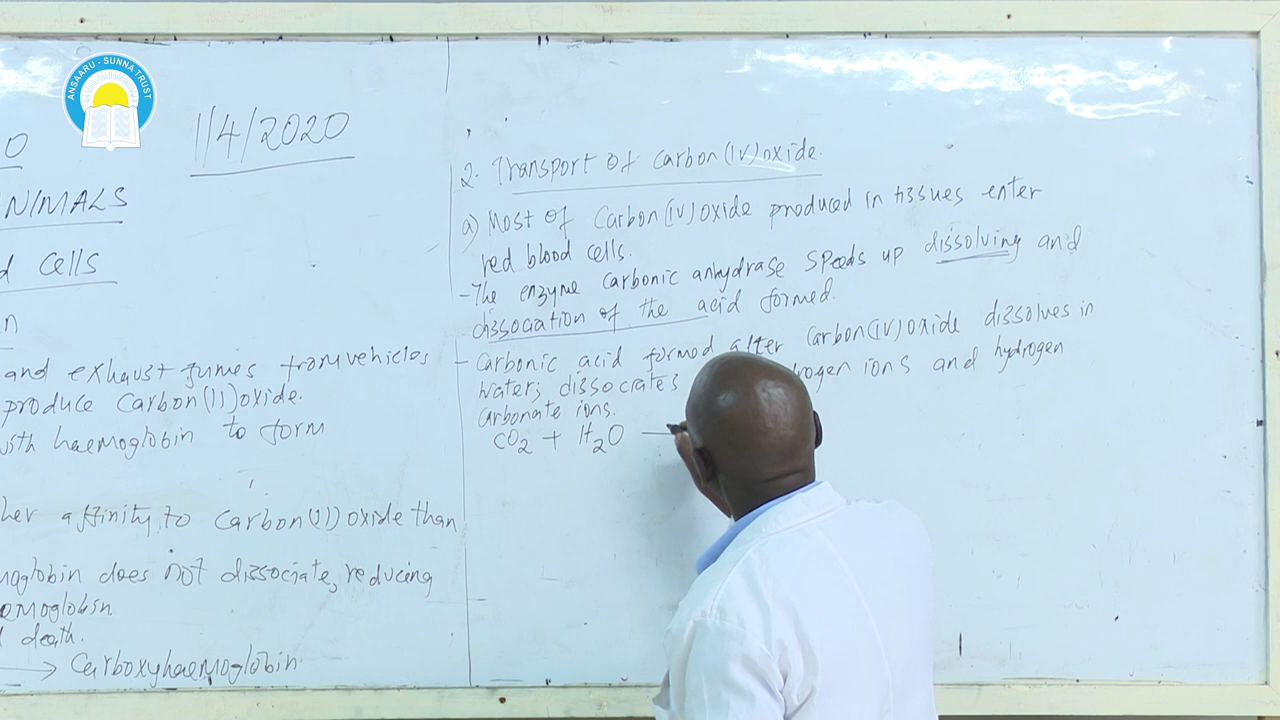 ANSAARU - SUNNA TRUST
1/4/2020
O
NIMALS
d cells
n
and exhaust fumes from vehicles
produce Carbon(II)oxide.
with haemoglobin to form
her affinity to Carbon(II) oxide than
moglobin does not dissociate, reducing
emoglobin
d death.
→ Carboxyhaemoglobin.
2. Transport of Carbon(IV)oxide.
a) Most of Carbon(IV)oxide produced in tissues enter
red blood cells.
- The enzyme carbonic anhydrase speeds up dissolving and
dissociation of the acid formed.
- Carbonic acid formed after Carbon(IV)oxide dissolves in
water; dissociates drogen ions and hydrogen
carbonate ions.
CO₂ + H₂O —